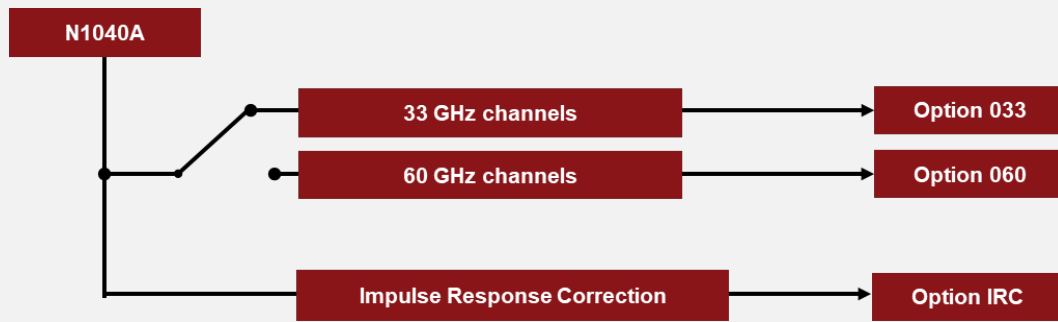 N1040A
33 GHz channels
Option 033
60 GHz channels
Option 060
Impulse Response Correction
Option IRC